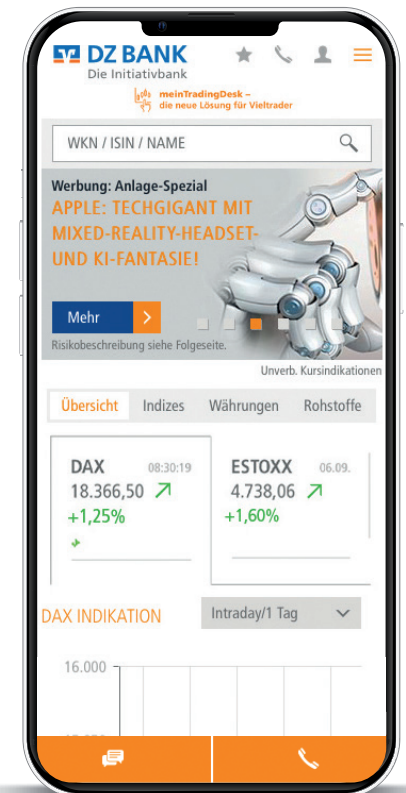 DZ BANK
Die Initiativbank
meinTradingDesk –
die neue Lösung für Vieltrader
WKN / ISIN / NAME
Werbung: Anlage-Spezial
APPLE: TECHGIGANT MIT
MIXED-REALITY-HEADSET-
UND KI-FANTASIE!
Mehr
Risikobeschreibung siehe Folgeseite.
Unverb. Kursindikationen
Übersicht Indizes Währungen Rohstoffe
DAX 08:30:19
18.366,50
+1,25%
ESTOXX 06.09.
4.738,06
+1,60%
DAX INDIKATION Intraday/1 Tag
16.000